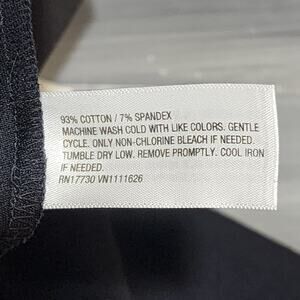 93% COTTON / 7% SPANDEX
MACHINE WASH COLD WITH LIKE COLORS. GENTLE
CYCLE. ONLY NON-CHLORINE BLEACH IF NEEDED.
TUMBLE DRY LOW. REMOVE PROMPTLY. COOL IRON
IF NEEDED.
RN17730 VN1111626